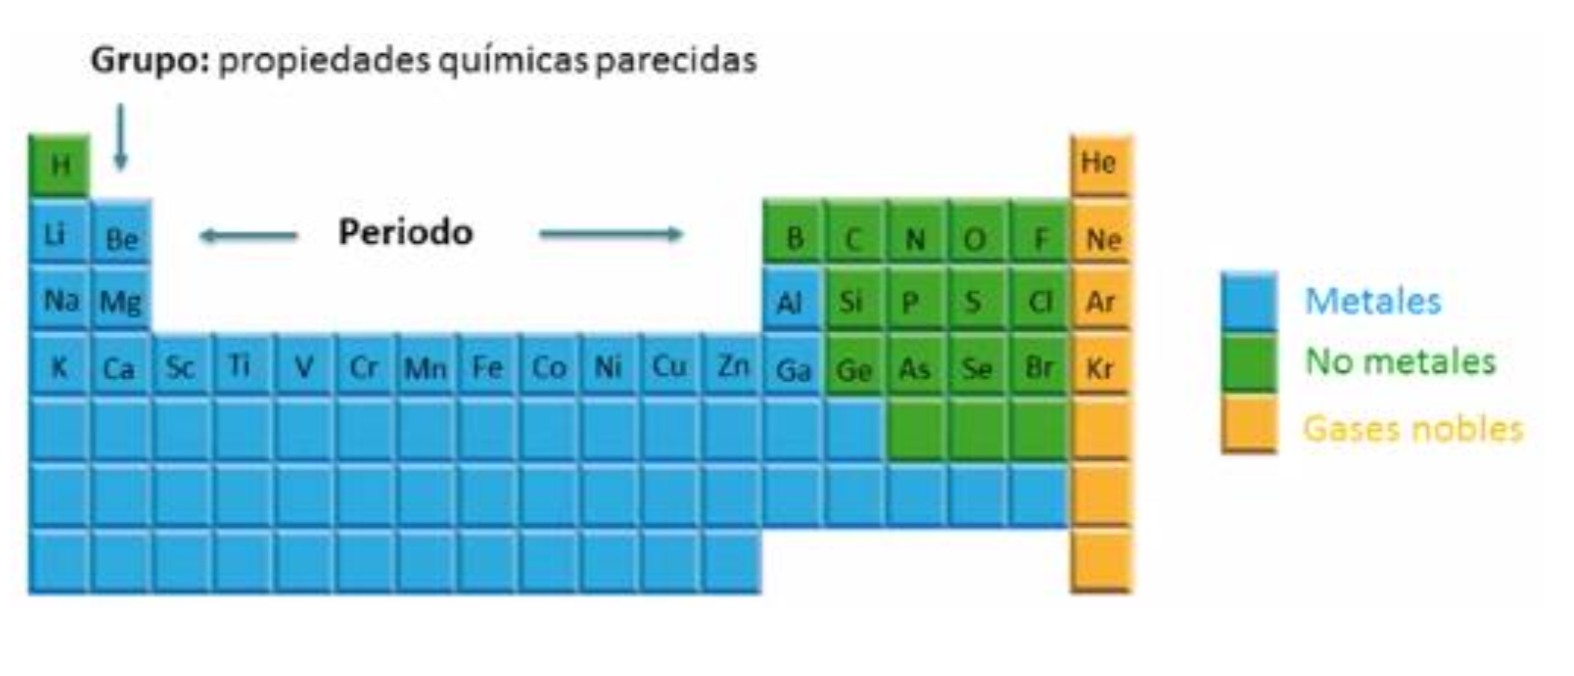 Grupo: propiedades químicas parecidas
H He
Li Be Periodo B C N O F Ne
Na Mg Al Si P S Cl Ar
K Ca Sc Ti V Cr Mn Fe Co Ni Cu Zn Ga Ge As Se Br Kr
Metales
No metales
Gases nobles